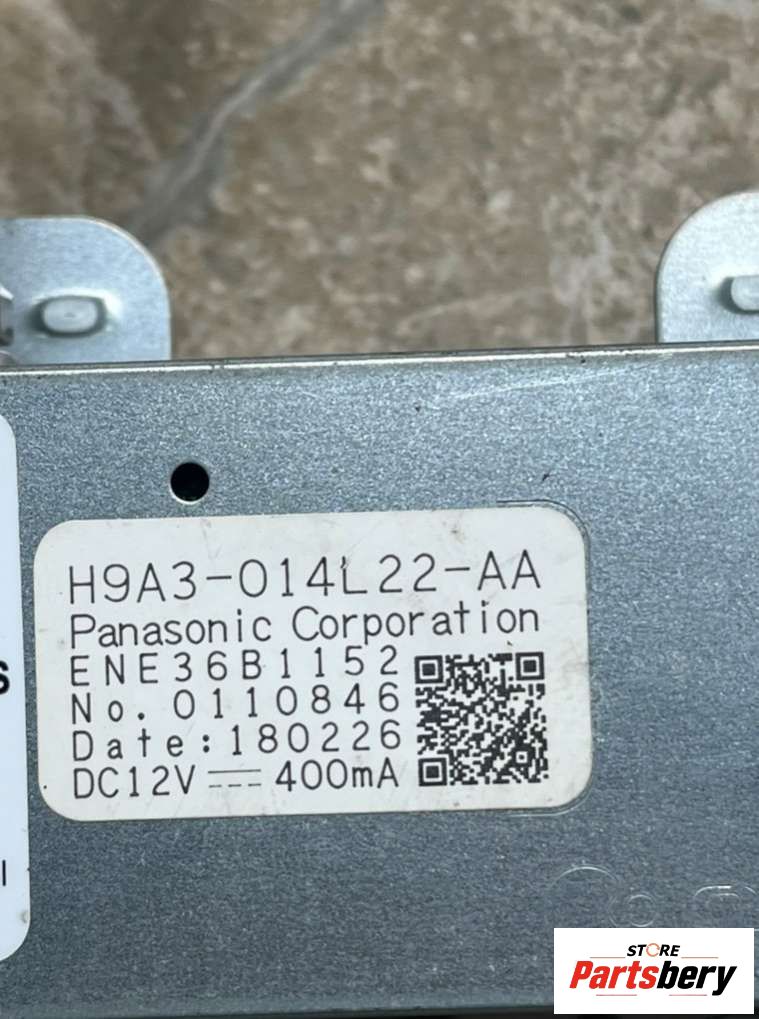 H9A3-014L22-AA
Panasonic Corporation
ENE36B1152
No. 0110846
Date:180226
DC12V ⎓ 400mA
STORE
Partsbery